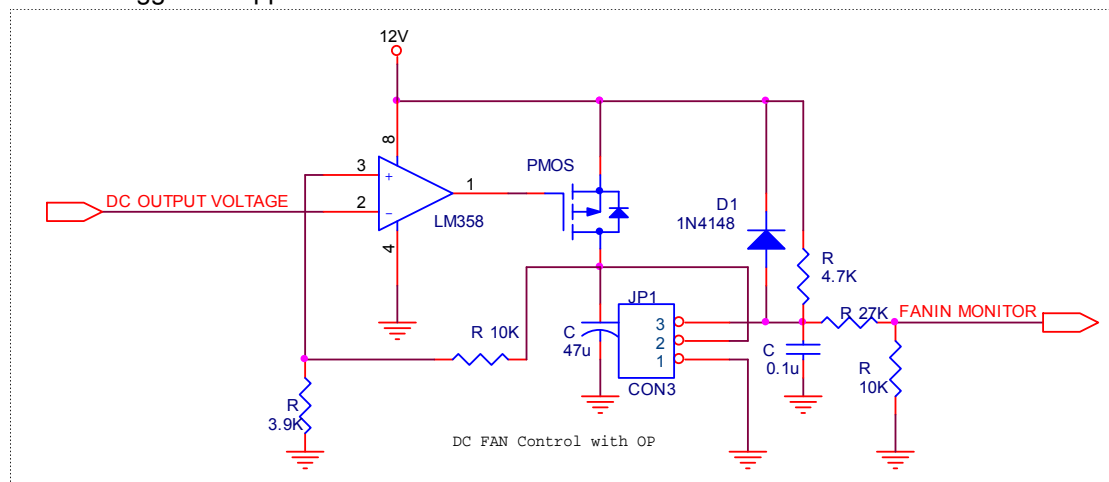 12V
8
PMOS
3
+
1
DC OUTPUT VOLTAGE
2
-
LM358
4
D1
1N4148
R
4.7K
JP1
R 27K
FANIN MONITOR
3
R 10K
C
47u
2
1
C
0.1u
R
10K
CON3
R
3.9K
DC FAN Control with OP